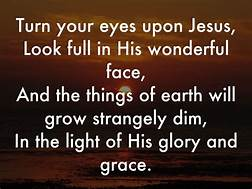 Turn your eyes upon Jesus,
Look full in His wonderful
face,
And the things of earth will
grow strangely dim,
In the light of His glory and
grace.